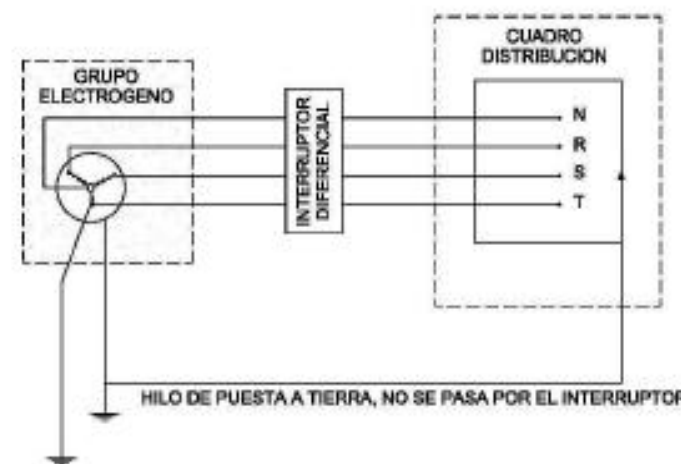 GRUPO
ELECTROGENO
INTERRUPTOR
DIFERENCIAL
CUADRO
DISTRIBUCION
N
R
S
T
HILO DE PUESTA A TIERRA, NO SE PASA POR EL INTERRUPTOR